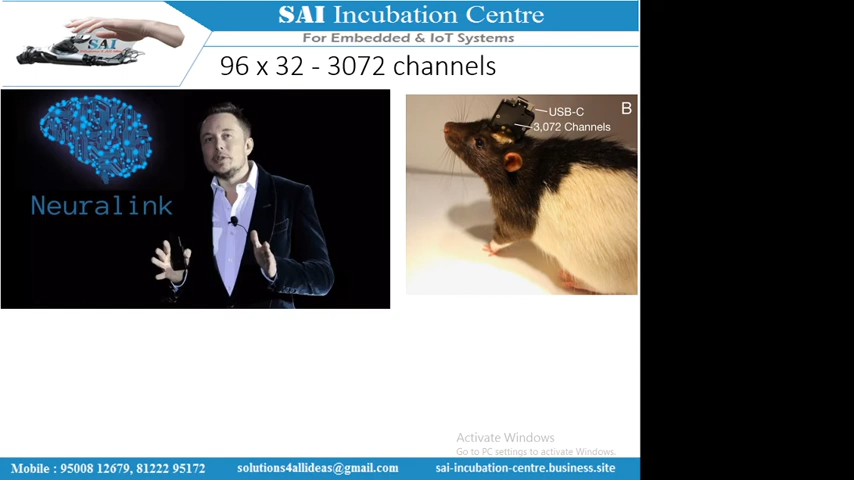 SAI Incubation Centre
For Embedded & IoT Systems
SAI
96 x 32 - 3072 channels
Neuralink
B
USB-C
3,072 Channels
Activate Windows
Go to PC settings to activate Windows.
Mobile : 95008 12679, 81222 95172
solutions4allideas@gmail.com
sai-incubation-centre.business.site